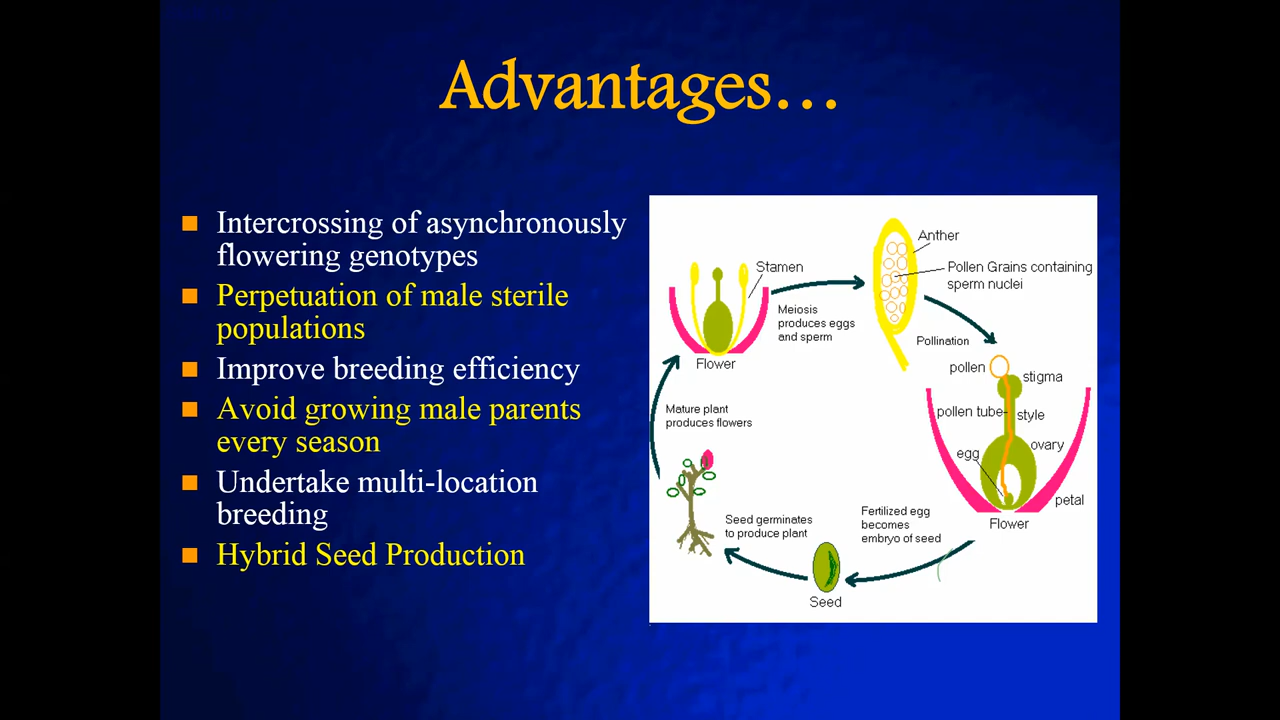 Advantages…
Intercrossing of asynchronously
flowering genotypes
Perpetuation of male sterile
populations
Improve breeding efficiency
Avoid growing male parents
every season
Undertake multi-location
breeding
Hybrid Seed Production
Stamen
Flower
Meiosis
produces eggs
and sperm
Anther
Pollen Grains containing
sperm nuclei
Pollination
pollen
stigma
pollen tube
style
ovary
egg
petal
Flower
Fertilized egg
becomes
embryo of seed
Seed
Seed germinates
to produce plant
Mature plant
produces flowers